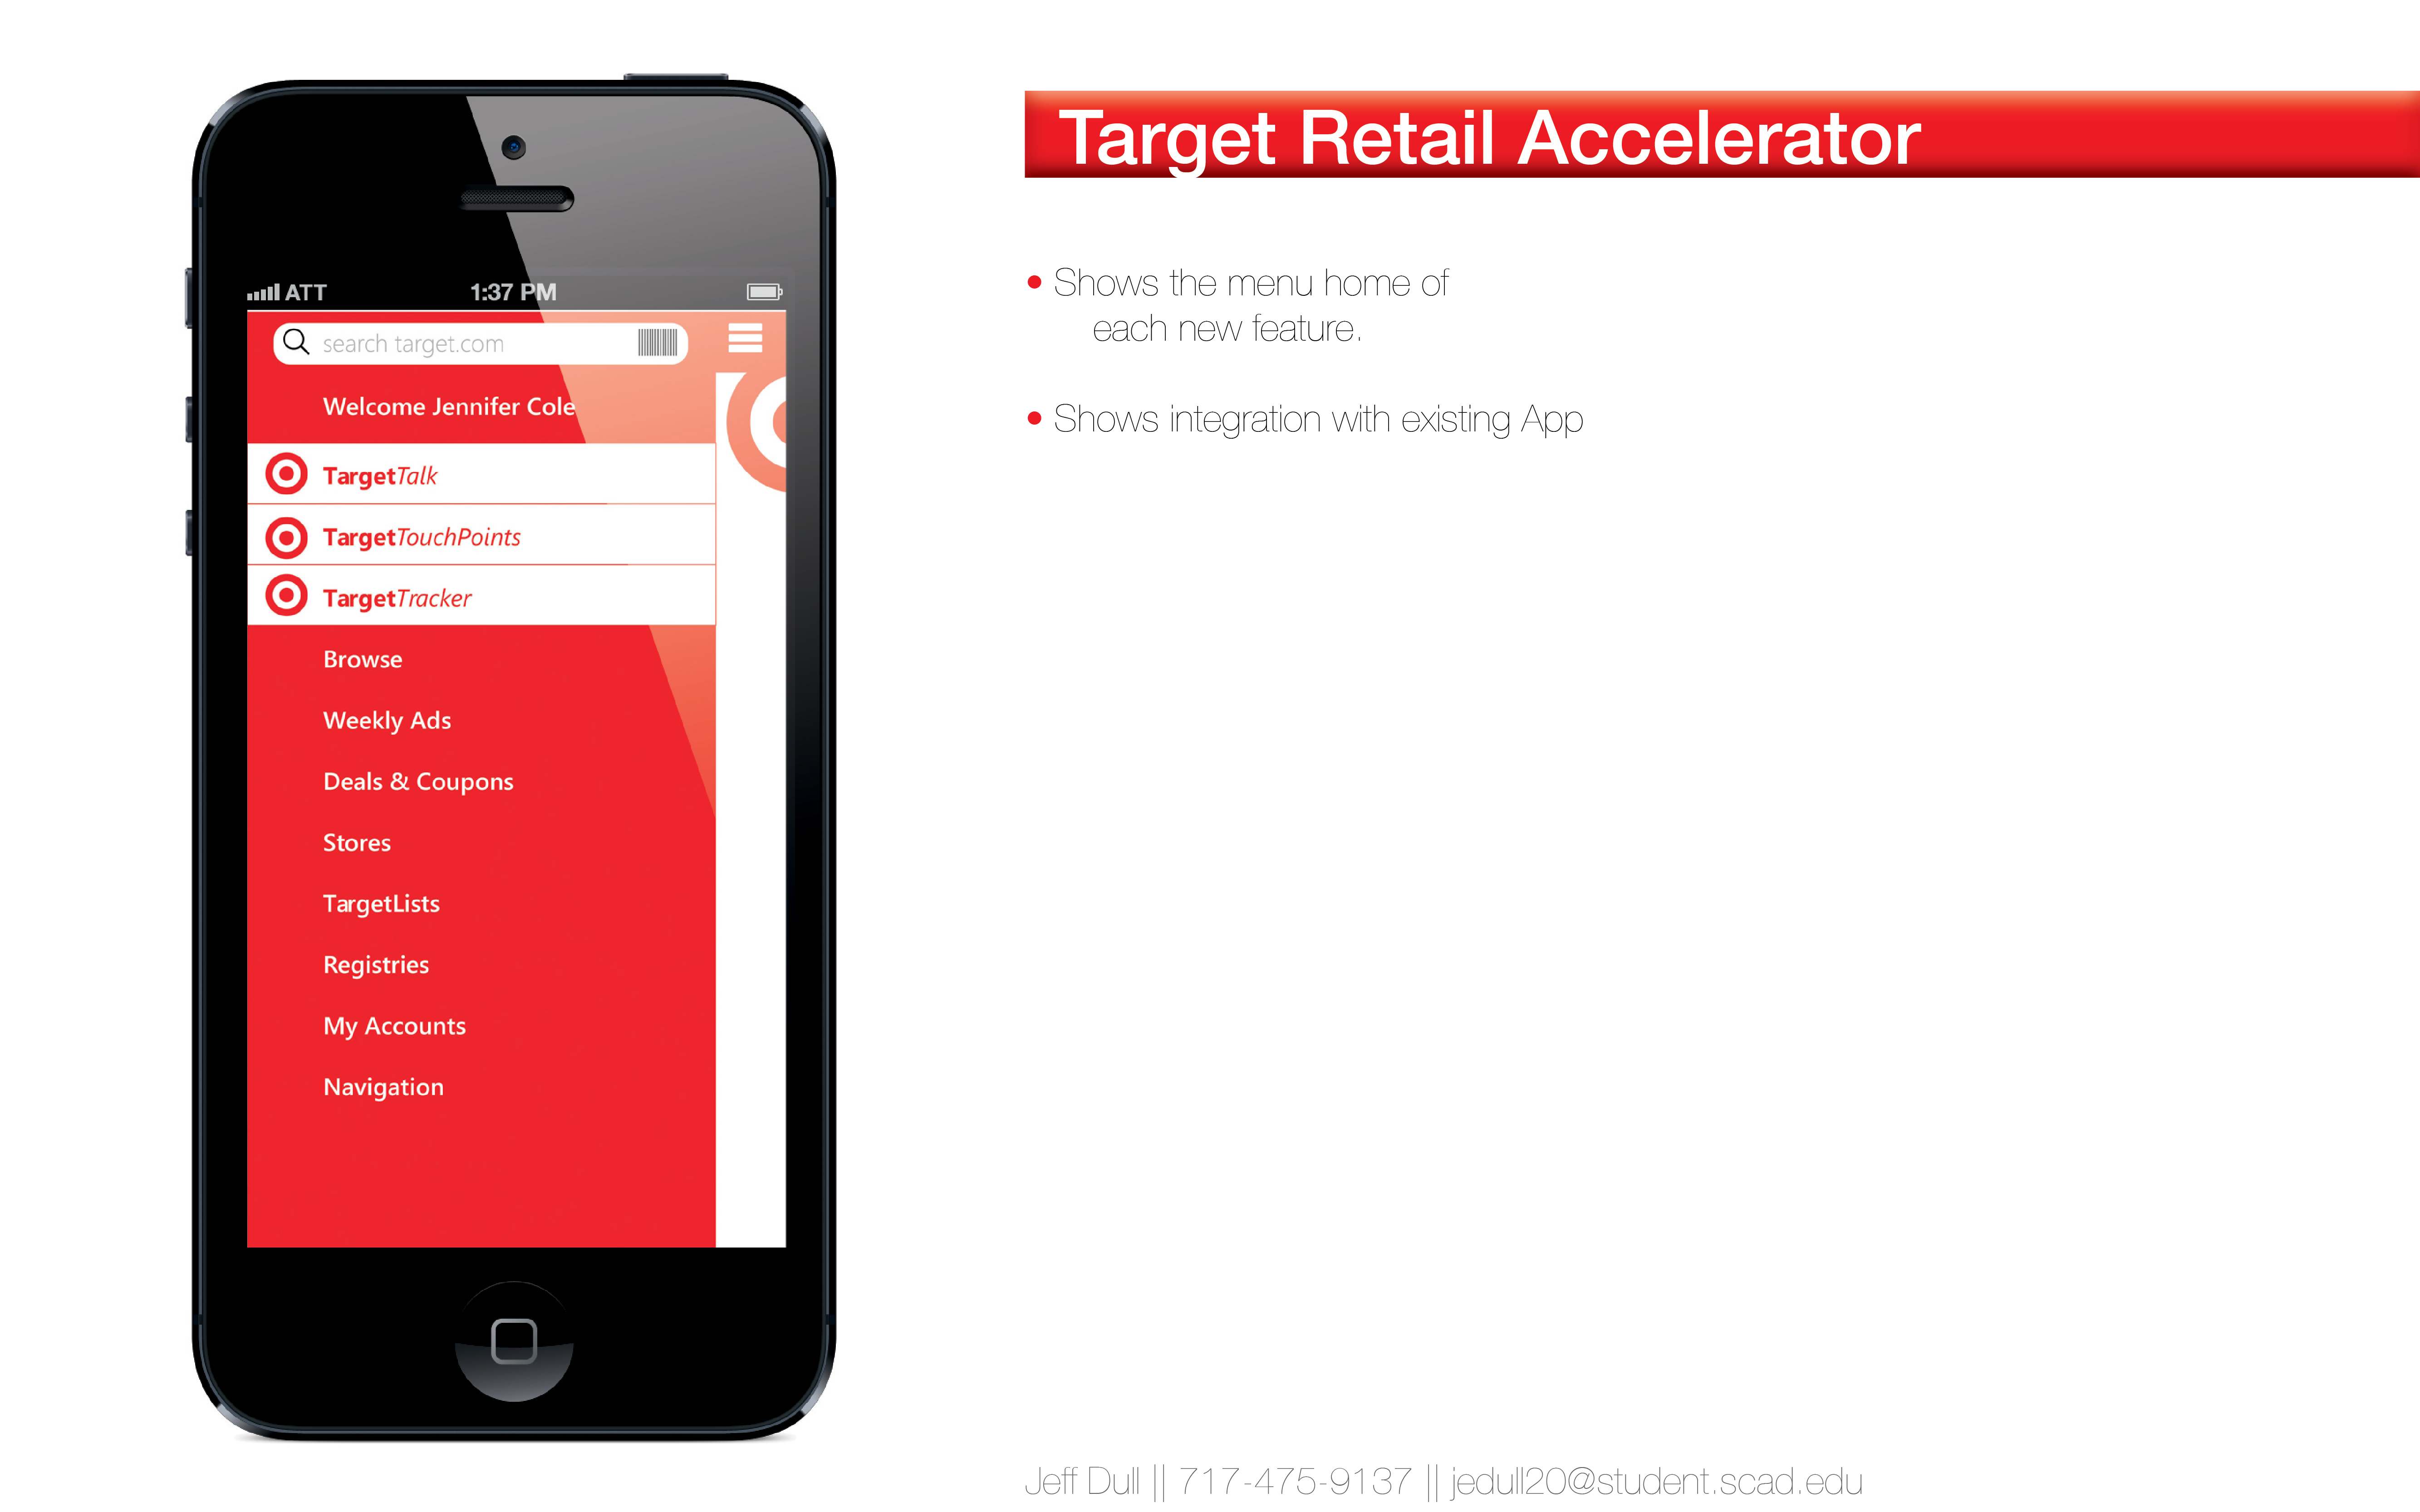 ATT 1:37 PM
search target.com
Welcome Jennifer Cole
TargetTalk
TargetTouchPoints
TargetTracker
Browse
Weekly Ads
Deals & Coupons
Stores
TargetLists
Registries
My Accounts
Navigation
Target Retail Accelerator
• Shows the menu home of
each new feature.
• Shows integration with existing App
Jeff Dull || 717-475-9137 || jedull20@student.scad.edu